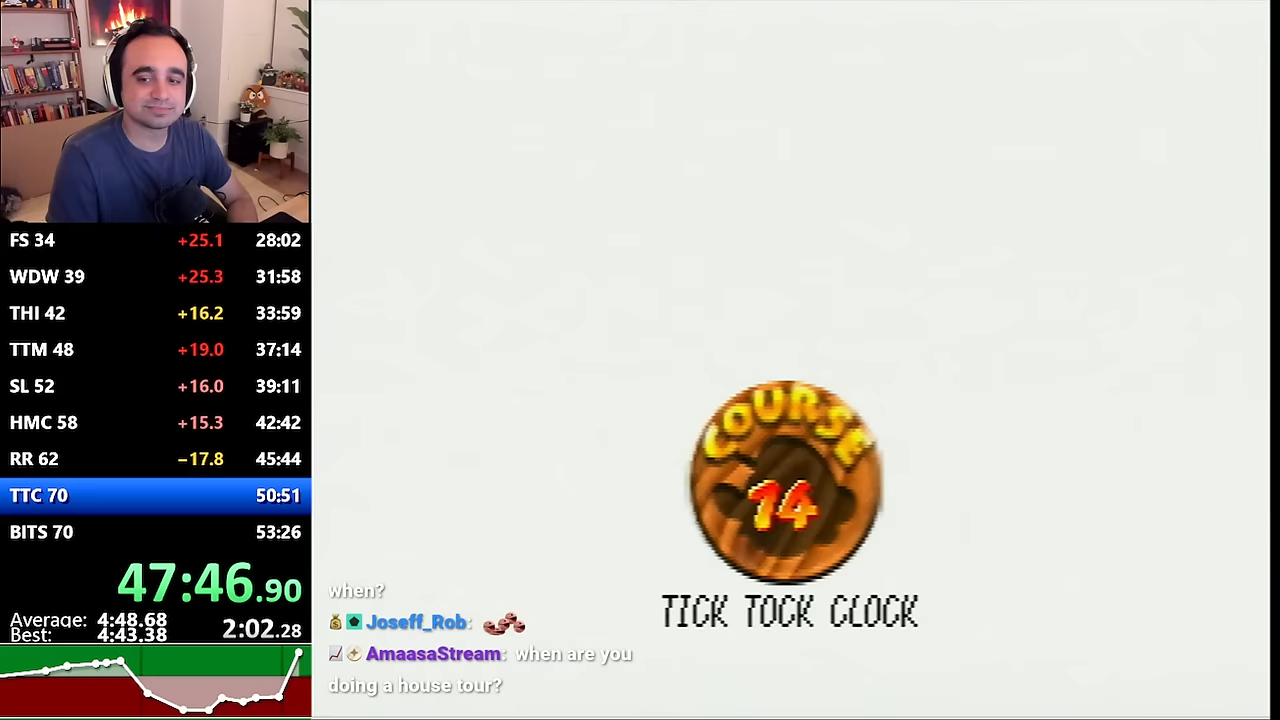 FS 34 +25.1 28:02
WDW 39 +25.3 31:58
THI 42 +16.2 33:59
TTM 48 +19.0 37:14
SL 52 +16.0 39:11
HMC 58 +15.3 42:42
RR 62 −17.8 45:44
TTC 70 50:51
BITS 70 53:26
47:46.90
Average: 4:48.68
Best: 4:43.38
2:02.28
COURSE
14
TICK TOCK CLOCK
when?
Joseff_Rob:
AmaasaStream: when are you
doing a house tour?